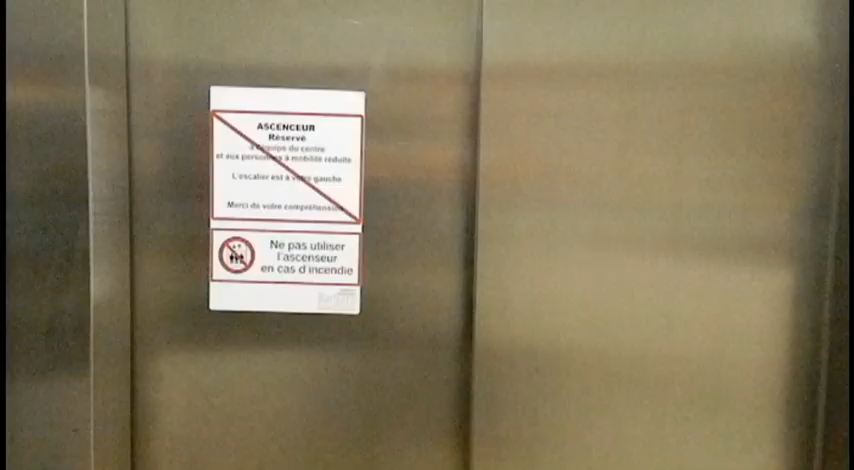 ASCENCEUR
Réservé
à l'équipe du centre
et aux personnes à mobilité réduite
L'escalier est à votre gauche
Merci de votre compréhension
Ne pas utiliser
l'ascenseur
en cas d incendie